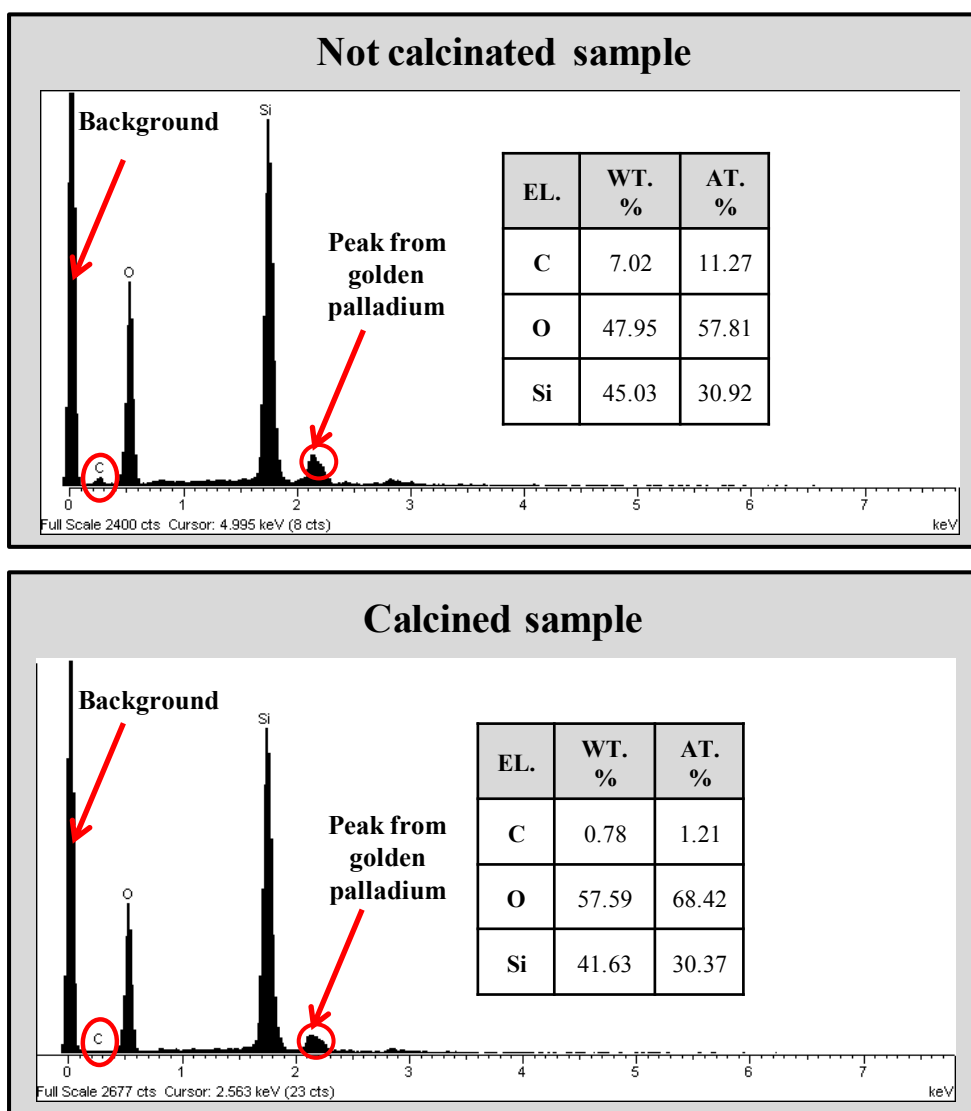 Not calcinated sample
Background
Si
O
C
Peak from
golden
palladium
EL. WT. % AT. %
C 7.02 11.27
O 47.95 57.81
Si 45.03 30.92
0 1 2 3 4 5 6 7
Full Scale 2400 cts Cursor: 4.995 keV (8 cts) keV
Calcined sample
Background
Si
O
C
Peak from
golden
palladium
EL. WT. % AT. %
C 0.78 1.21
O 57.59 68.42
Si 41.63 30.37
0 1 2 3 4 5 6 7
Full Scale 2677 cts Cursor: 2.563 keV (23 cts) keV